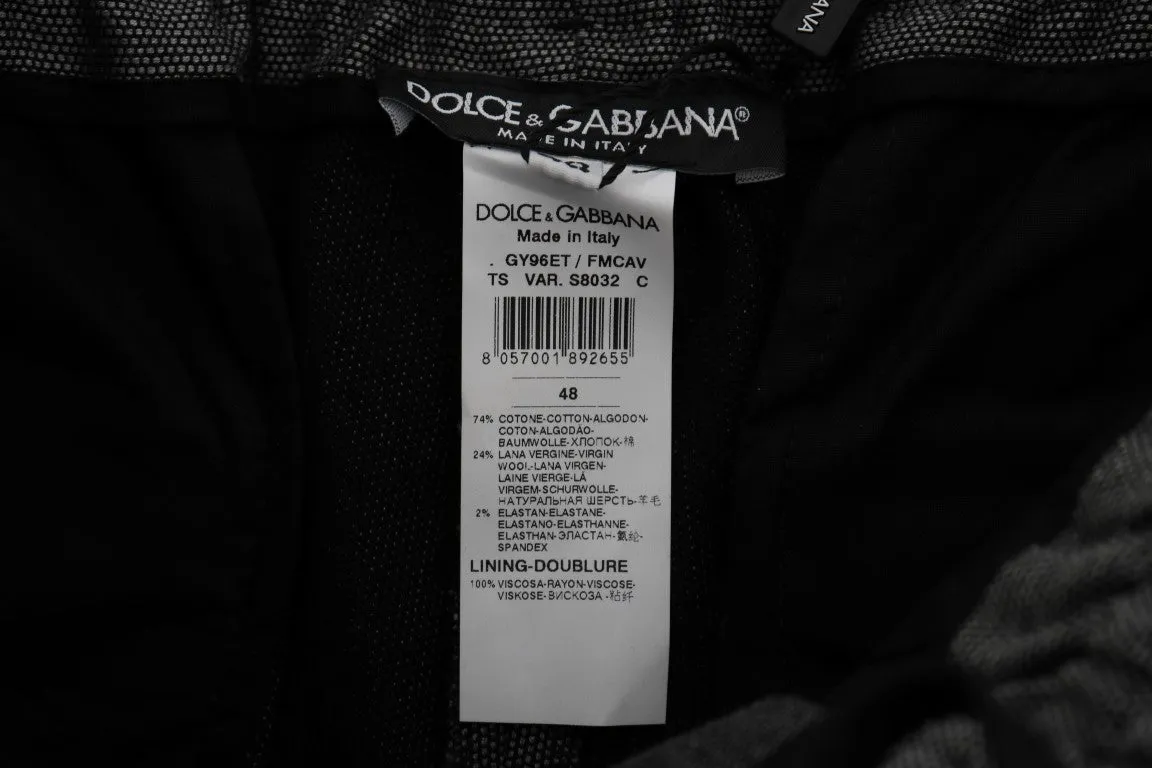 ANA
DOLCE & GABBANA®
MADE IN ITALY
DOLCE & GABBANA
Made in Italy
. GY96ET / FMCAV
TS VAR. S8032 C
8 057001 892655
48
74% COTONE-COTTON-ALGODON-
COTON-ALGODÃO-
BAUMWOLLE-ХЛОПОК-棉
24% LANA VERGINE-VIRGIN
WOOL-LANA VIRGEN-
LAINE VIERGE-LÃ
VIRGEM-SCHURWOLLE-
НАТУРАЛЬНАЯ ШЕРСТЬ-羊毛
2% ELASTAN-ELASTANE-
ELASTANO-ELASTHANNE-
ELASTHAN-ЭЛАСТАН-氨纶-
SPANDEX
LINING-DOUBLURE
100% VISCOSA-RAYON-VISCOSE-
VISKOSE-ВИСКОЗА-粘纤